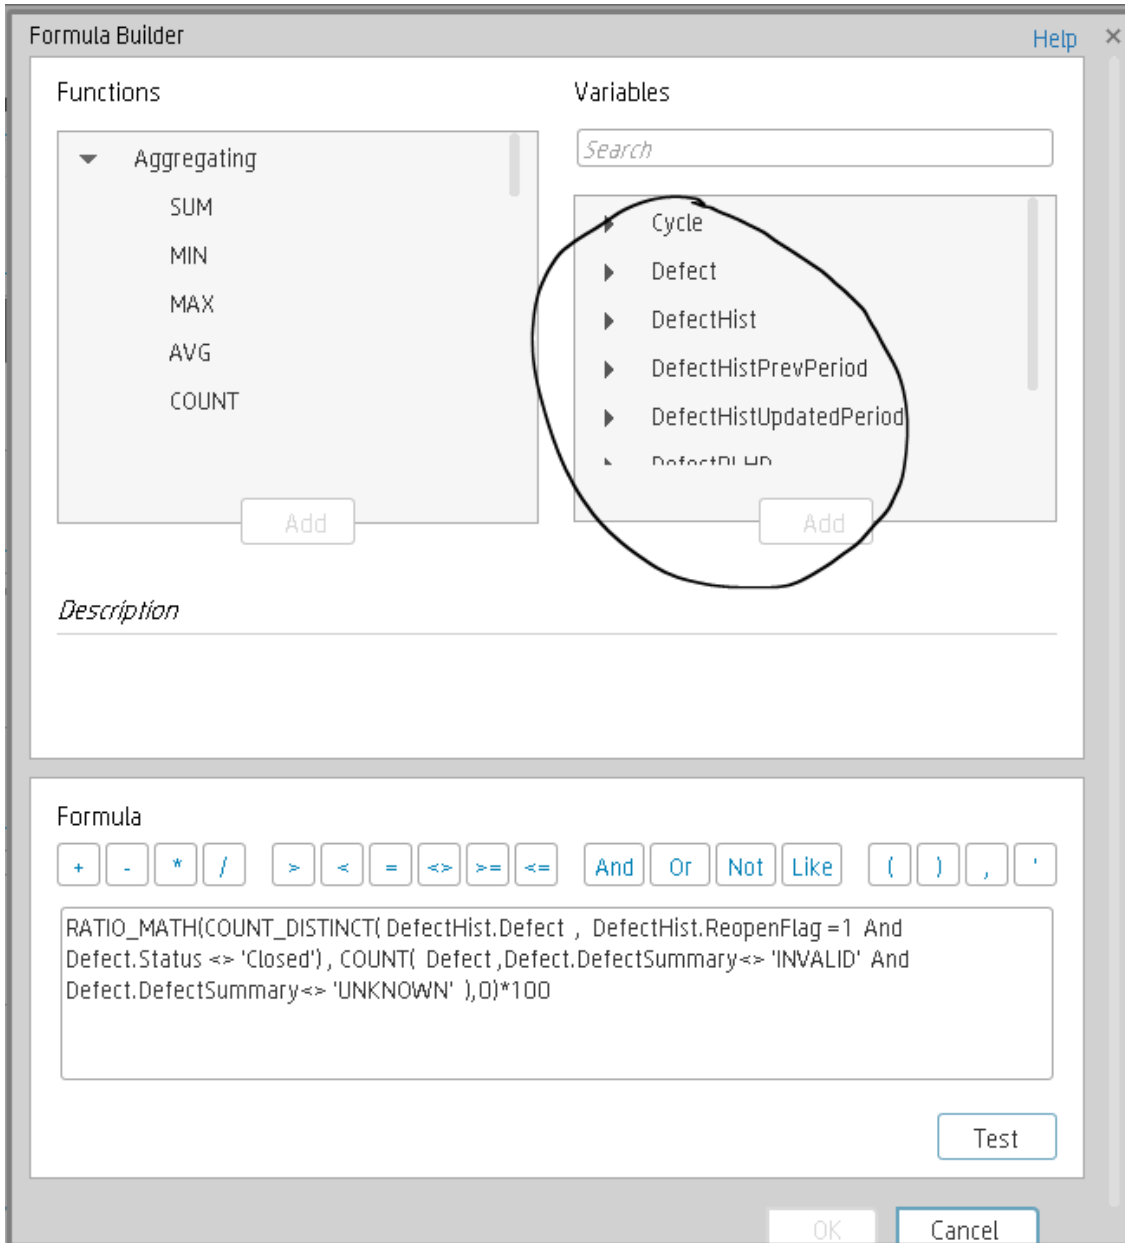 Formula Builder
Help
Functions
Variables
Aggregating
SUM
MIN
MAX
AVG
COUNT
Add
Search
Cycle
Defect
DefectHist
DefectHistPrevPeriod
DefectHistUpdatedPeriod
Add
Description
Formula
+ - * / > < = <> >= <= And Or Not Like ( ) , '
RATIO_MATH(COUNT_DISTINCT( DefectHist.Defect , DefectHist.ReopenFlag =1 And
Defect.Status <> 'Closed') , COUNT( Defect ,Defect.DefectSummary<> 'INVALID' And
Defect.DefectSummary<> 'UNKNOWN' ),0)*100
Test
OK
Cancel